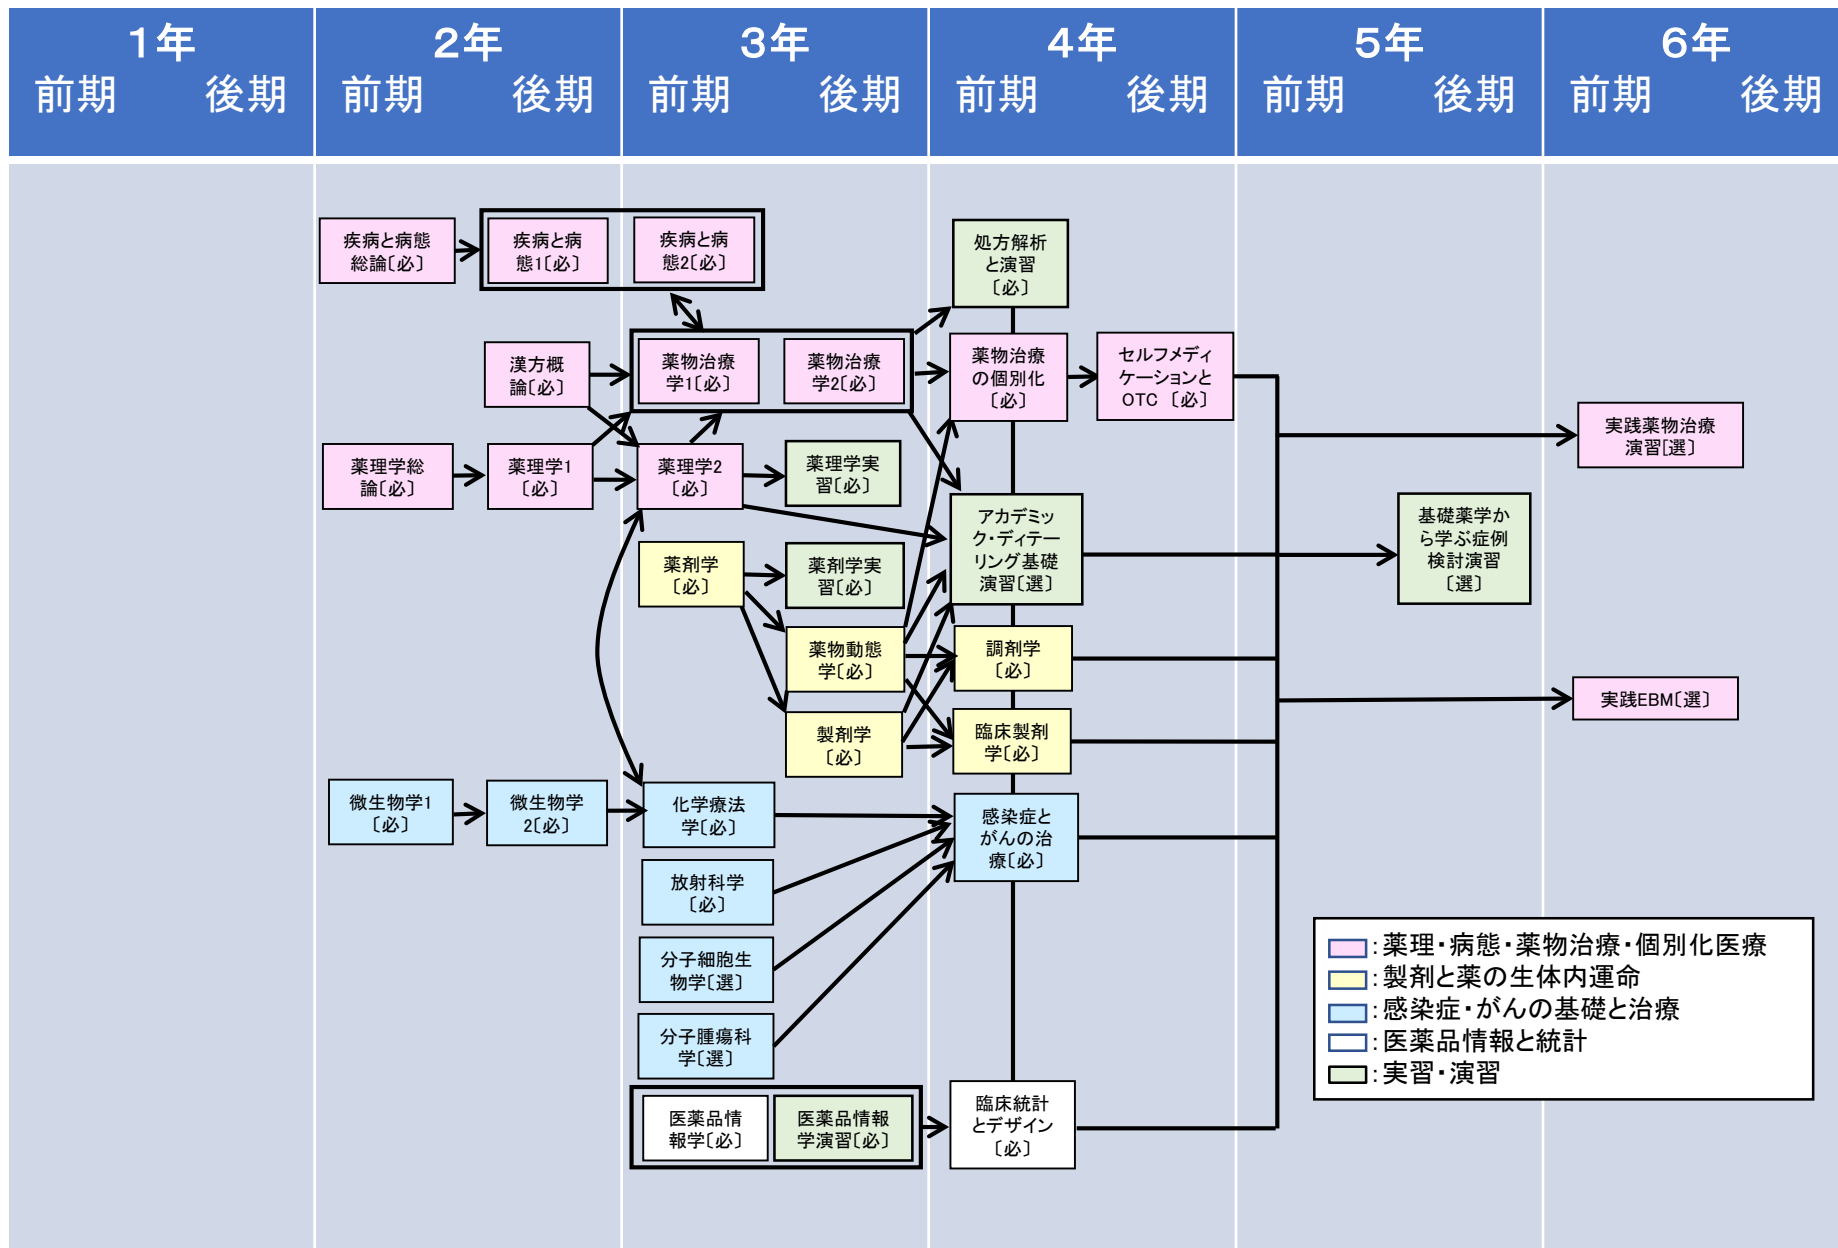 1年
前期 後期
2年
前期 後期
3年
前期 後期
4年
前期 後期
5年
前期 後期
6年
前期 後期
疾病と病態
総論〔必〕
疾病と病
態1〔必〕
疾病と病
態2〔必〕
処方解析
と演習
〔必〕
漢方概
論〔必〕
薬物治療
学1〔必〕
薬物治療
学2〔必〕
薬物治療
の個別化
〔必〕
セルフメディ
ケーションと
OTC 〔必〕
実践薬物治療
演習[選]
薬理学総
論〔必〕
薬理学1
〔必〕
薬理学2
〔必〕
薬理学実
習〔必〕
アカデミッ
ク・ディテー
リング基礎
演習〔選〕
基礎薬学か
ら学ぶ症例
検討演習
〔選〕
薬剤学
〔必〕
薬剤学実
習〔必〕
薬物動態
学〔必〕
調剤学
〔必〕
製剤学
〔必〕
臨床製剤
学〔必〕
実践EBM〔選〕
微生物学1
〔必〕
微生物学
2〔必〕
化学療法
学〔必〕
感染症と
がんの治
療〔必〕
放射科学
〔必〕
分子細胞生
物学〔選〕
分子腫瘍科
学〔選〕
医薬品情
報学〔必〕
医薬品情報
学演習〔必〕
臨床統計
とデザイン
〔必〕
:薬理・病態・薬物治療・個別化医療
:製剤と薬の生体内運命
:感染症・がんの基礎と治療
:医薬品情報と統計
:実習・演習